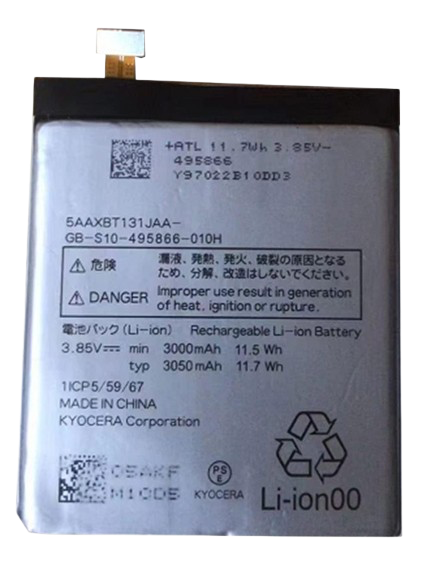 +ATL 11.7Wh 3.85V-
495866
Y97022B10DD3
5AAXBT131JAA-
GB-S10-495866-010H
⚠ 危険 漏液、発熱、発火、破裂の原因となるため、分解、改造はしないでください。
⚠ DANGER Improper use result in generation of heat, ignition or rupture.
電池パック (Li-ion) Rechargeable Li-ion Battery
3.85V⎓ min 3000mAh 11.5 Wh
typ 3050mAh 11.7 Wh
1ICP5/59/67
MADE IN CHINA
KYOCERA Corporation
05AKF
M10D5
PS
E
KYOCERA
Li-ion00